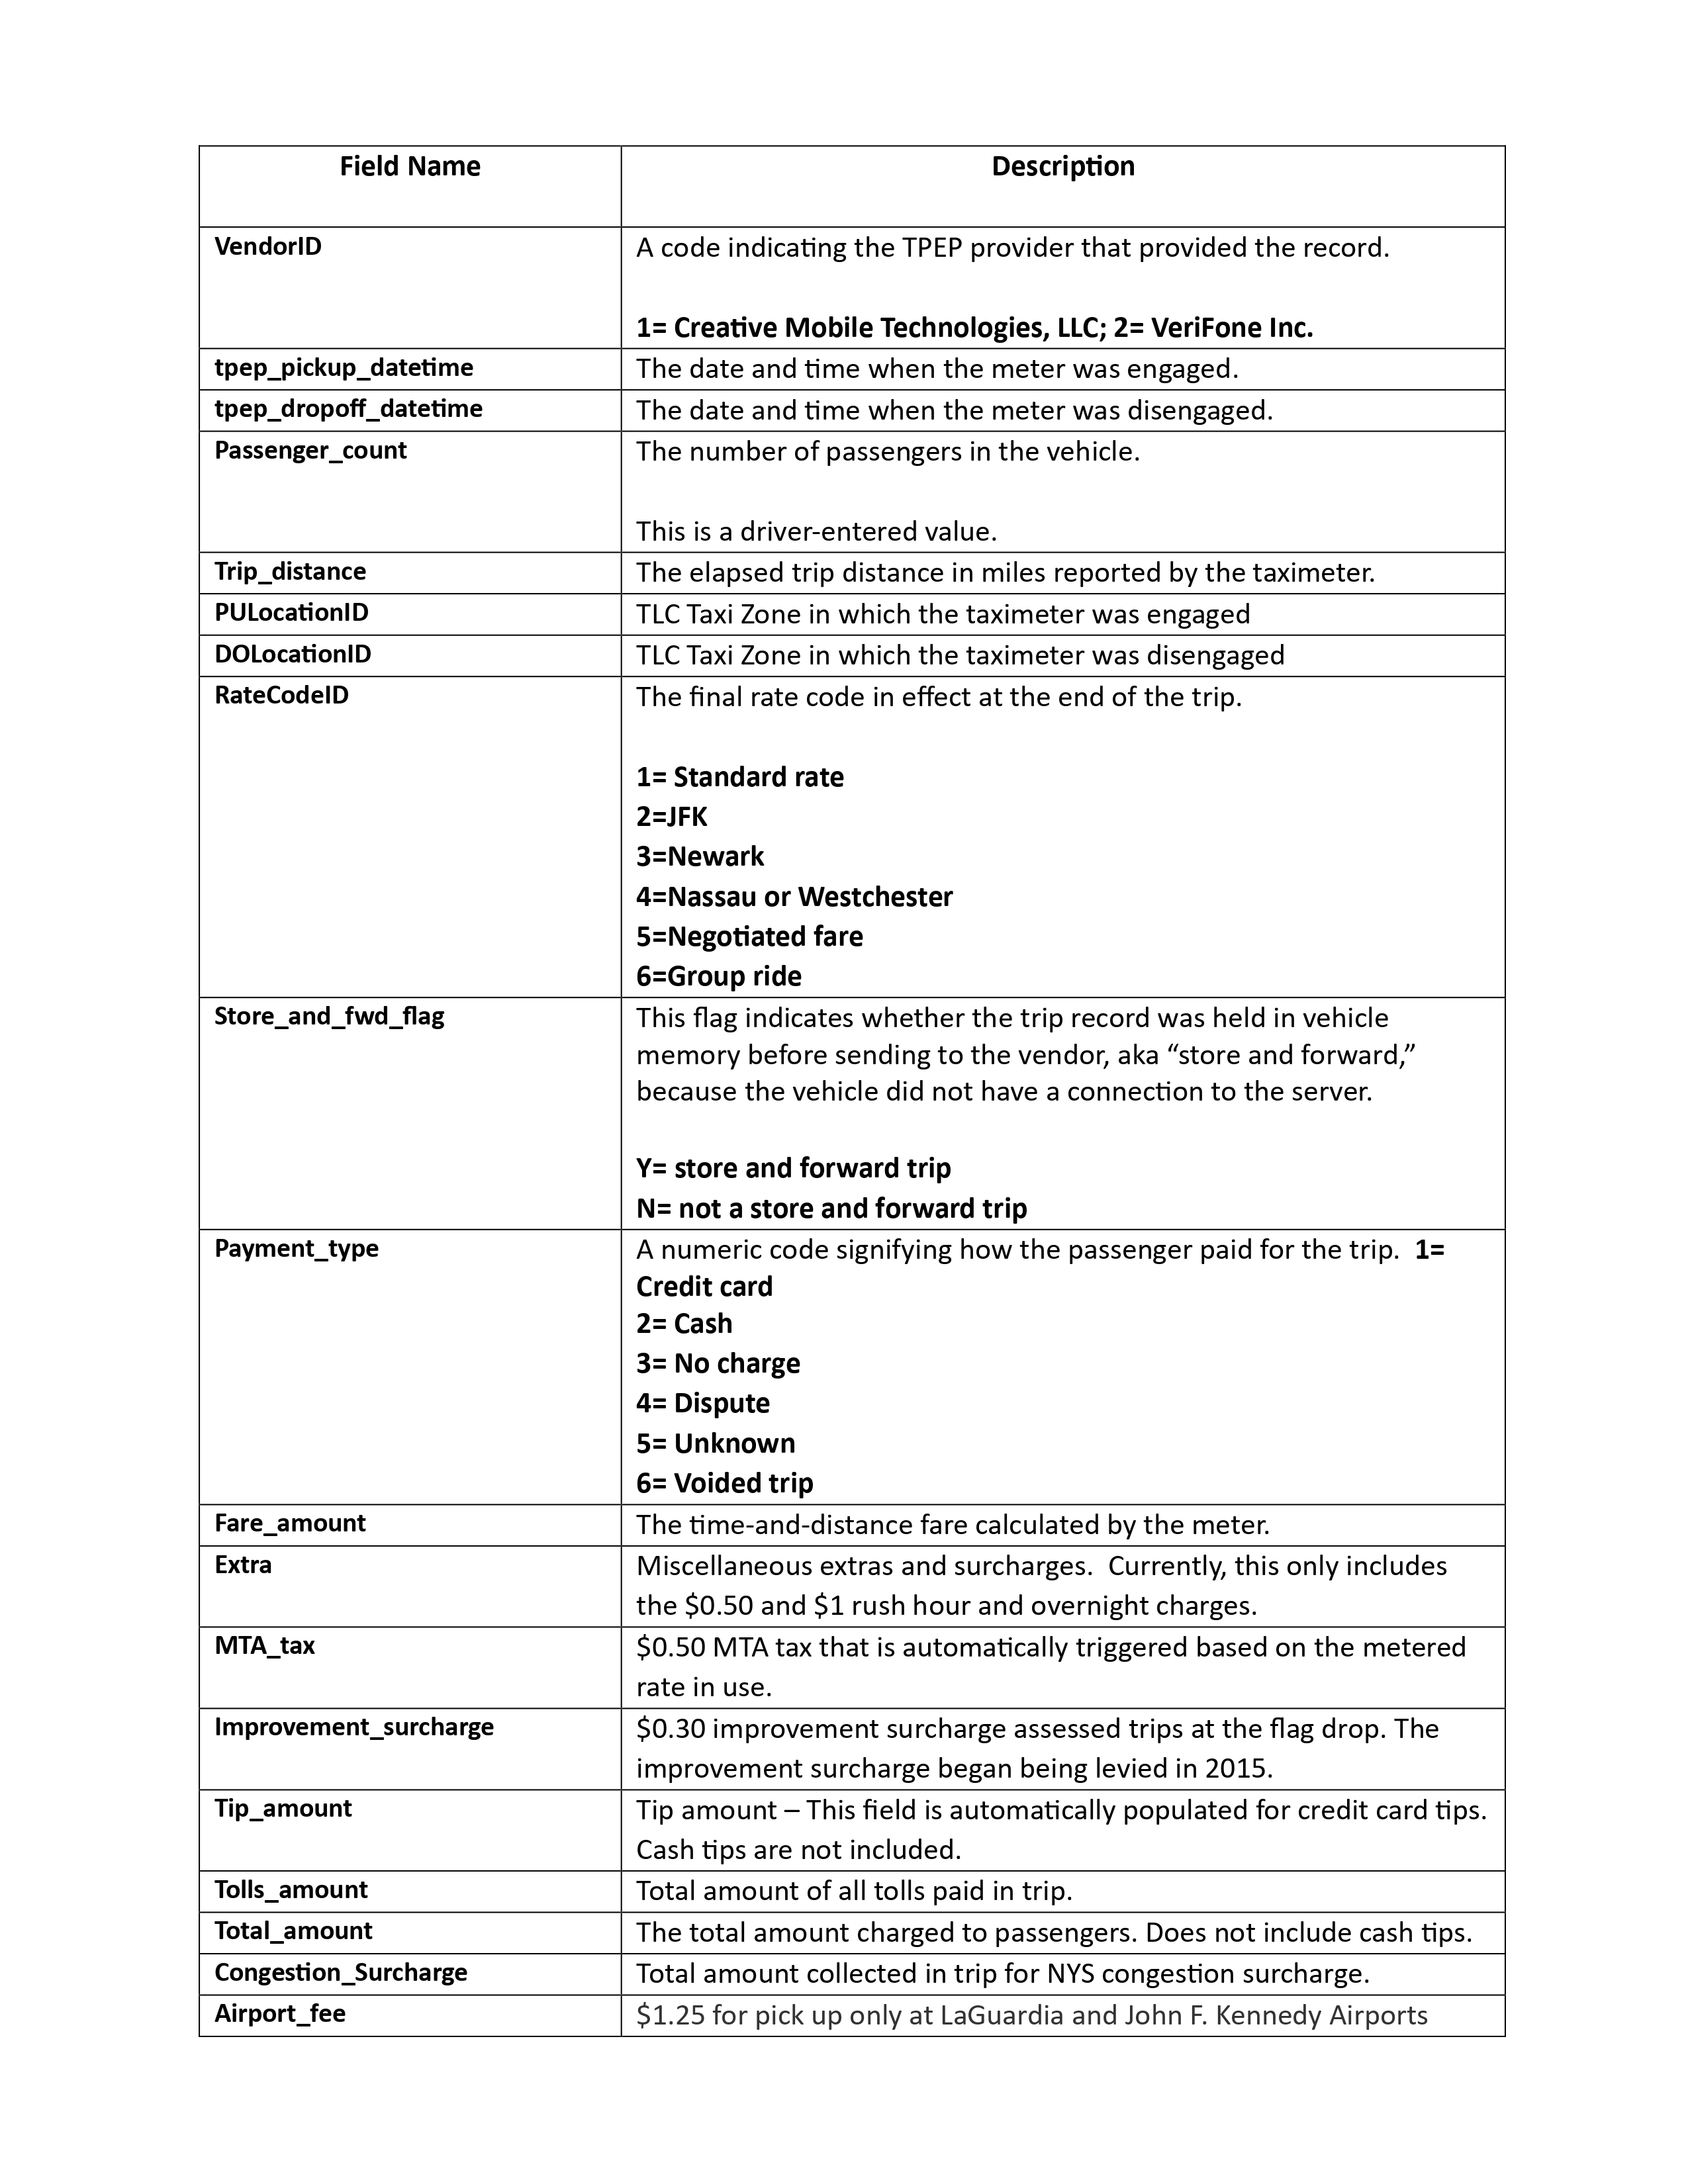 Field Name Description
VendorID A code indicating the TPEP provider that provided the record.
1= Creative Mobile Technologies, LLC; 2= VeriFone Inc.
tpep_pickup_datetime The date and time when the meter was engaged.
tpep_dropoff_datetime The date and time when the meter was disengaged.
Passenger_count The number of passengers in the vehicle.
This is a driver-entered value.
Trip_distance The elapsed trip distance in miles reported by the taximeter.
PULocationID TLC Taxi Zone in which the taximeter was engaged
DOLocationID TLC Taxi Zone in which the taximeter was disengaged
RateCodeID The final rate code in effect at the end of the trip.
1= Standard rate
2=JFK
3=Newark
4=Nassau or Westchester
5=Negotiated fare
6=Group ride
Store_and_fwd_flag This flag indicates whether the trip record was held in vehicle
memory before sending to the vendor, aka “store and forward,”
because the vehicle did not have a connection to the server.
Y= store and forward trip
N= not a store and forward trip
Payment_type A numeric code signifying how the passenger paid for the trip. 1=
Credit card
2= Cash
3= No charge
4= Dispute
5= Unknown
6= Voided trip
Fare_amount The time-and-distance fare calculated by the meter.
Extra Miscellaneous extras and surcharges. Currently, this only includes
the $0.50 and $1 rush hour and overnight charges.
MTA_tax $0.50 MTA tax that is automatically triggered based on the metered
rate in use.
Improvement_surcharge $0.30 improvement surcharge assessed trips at the flag drop. The
improvement surcharge began being levied in 2015.
Tip_amount Tip amount – This field is automatically populated for credit card tips.
Cash tips are not included.
Tolls_amount Total amount of all tolls paid in trip.
Total_amount The total amount charged to passengers. Does not include cash tips.
Congestion_Surcharge Total amount collected in trip for NYS congestion surcharge.
Airport_fee $1.25 for pick up only at LaGuardia and John F. Kennedy Airports